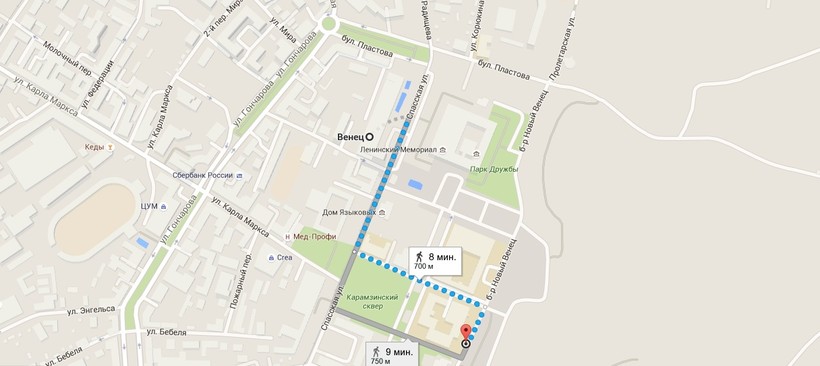 ул. Радищева
ул. Корюкина
Пролетарская ул.
2-й пер. Мира
ул. Мира
Молочный пер.
ул. Федерации
ул. Карла Маркса
ул. Карла Маркса
ул. Гончарова
ул. Гончарова
бул. Пластова
бул. Пластова
Спасская ул.
б-р Новый Венец
Венец
Ленинский Мемориал
Парк Дружбы
Кеды
Сбербанк России
ЦУМ
ул. Карла Маркса
ул. Гончарова
Дом Языковых
Мед-Профи
Crea
Пожарный пер.
8 мин.
700 м
б-р Новый Венец
Карамзинский
сквер
Спасская ул.
ул. Энгельса
ул. Бебеля
ул. Бебеля
9 мин.
750 м